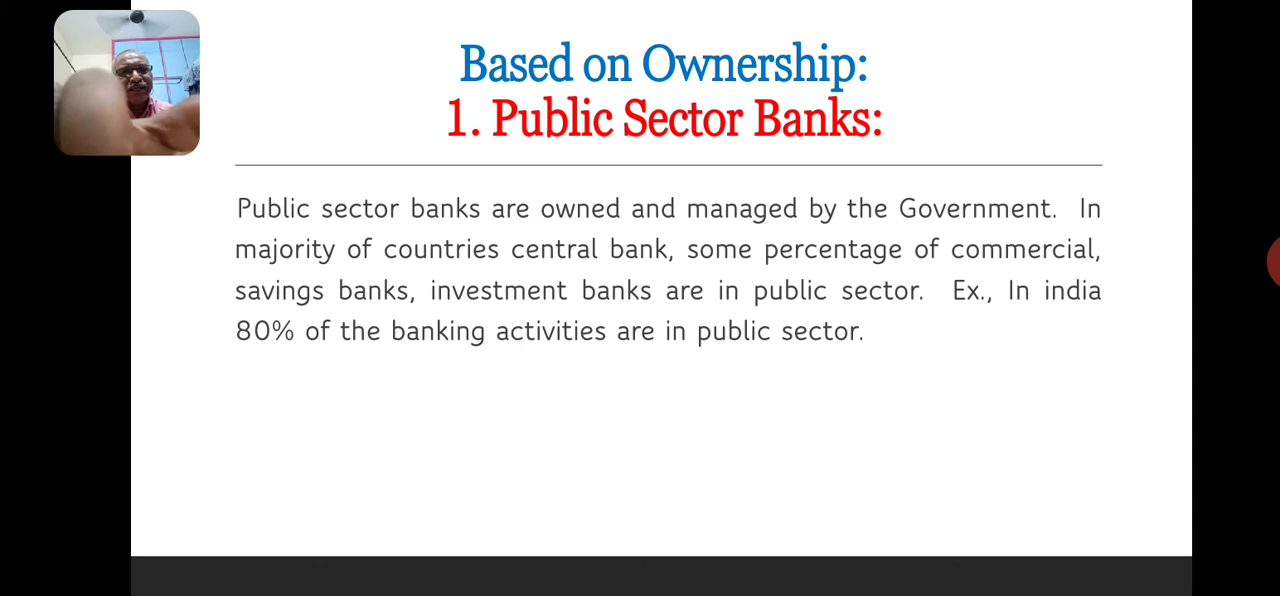 Based on Ownership:
1. Public Sector Banks:
Public sector banks are owned and managed by the Government. In
majority of countries central bank, some percentage of commercial,
savings banks, investment banks are in public sector. Ex., In india
80% of the banking activities are in public sector.